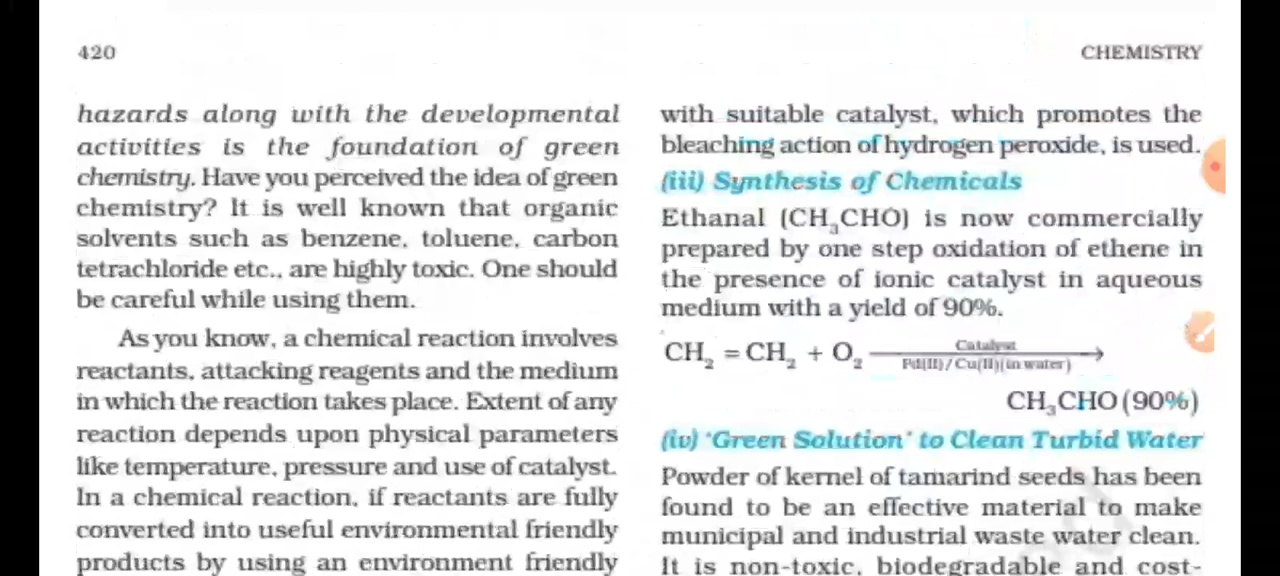 420
CHEMISTRY
hazards along with the developmental
activities is the foundation of green
chemistry. Have you perceived the idea of green
chemistry? It is well known that organic
solvents such as benzene, toluene, carbon
tetrachloride etc., are highly toxic. One should
be careful while using them.
As you know, a chemical reaction involves
reactants, attacking reagents and the medium
in which the reaction takes place. Extent of any
reaction depends upon physical parameters
like temperature, pressure and use of catalyst.
In a chemical reaction, if reactants are fully
converted into useful environmental friendly
products by using an environment friendly
with suitable catalyst, which promotes the
bleaching action of hydrogen peroxide, is used.
(iii) Synthesis of Chemicals
Ethanal (CH₃CHO) is now commercially
prepared by one step oxidation of ethene in
the presence of ionic catalyst in aqueous
medium with a yield of 90%.
CH₂ = CH₂ + O₂ Catalyst Pd(II)/Cu(II)(in water) →
CH₃CHO (90%)
(iv) 'Green Solution' to Clean Turbid Water
Powder of kernel of tamarind seeds has been
found to be an effective material to make
municipal and industrial waste water clean.
It is non-toxic, biodegradable and cost-